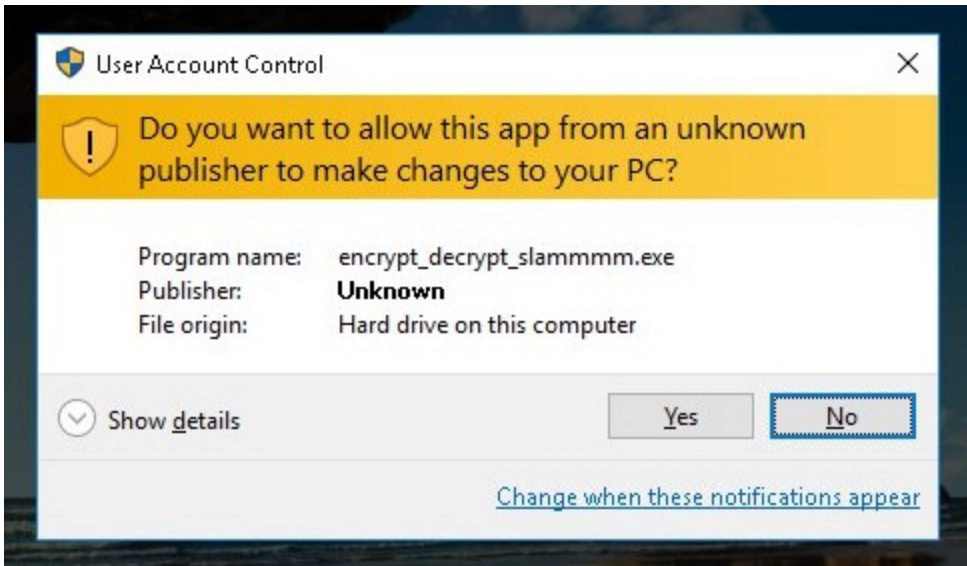 User Account Control
Do you want to allow this app from an unknown
publisher to make changes to your PC?
Program name: encrypt_decrypt_slammmm.exe
Publisher: Unknown
File origin: Hard drive on this computer
Show details
Yes
No
Change when these notifications appear